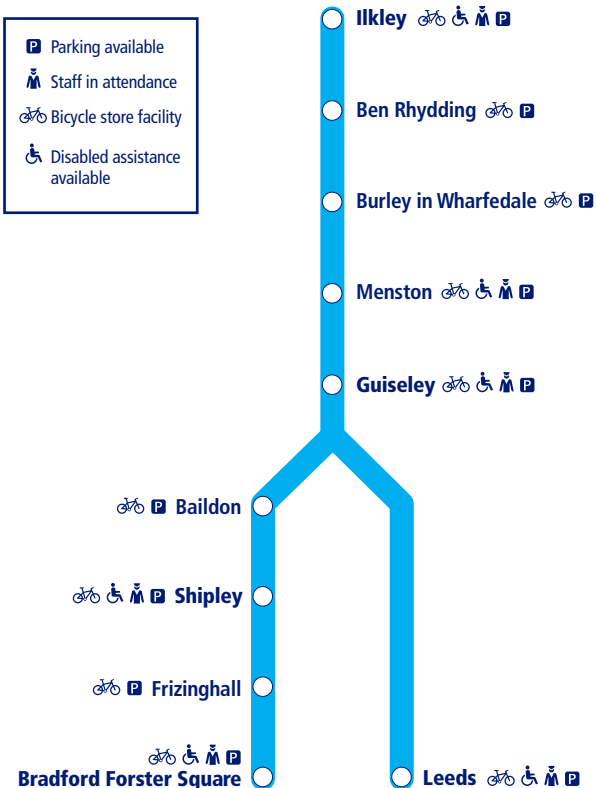 Parking available
Staff in attendance
Bicycle store facility
Disabled assistance
available
Ilkley P
Ben Rhydding P
Burley in Wharfedale P
Menston P
Guiseley P
P Baildon
P Shipley
P Frizinghall
P
Bradford Forster Square
Leeds P